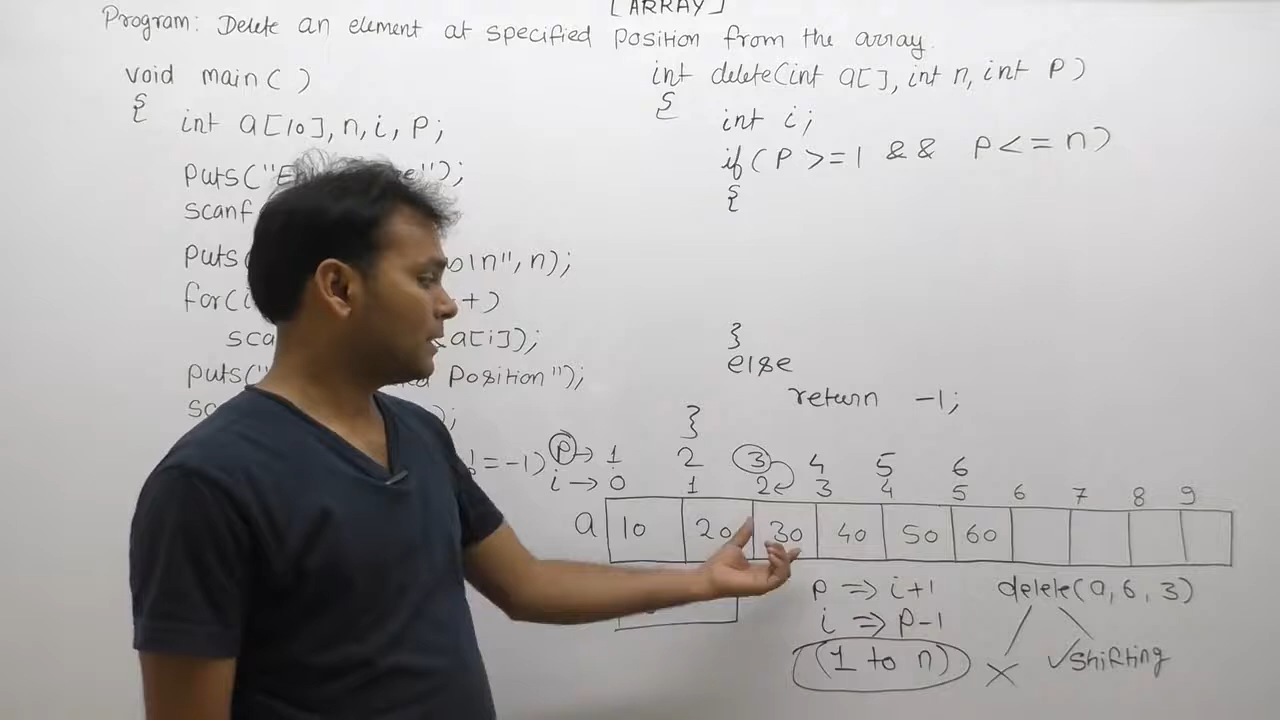 [ARRAY]
Program: Delete an element at specified position from the array.
void main( )
{
int a[10], n, i, P;
Puts(" ");
scanf
Puts( n", n);
for(i +)
sca a[i]);
puts(" Position");
sc );
!=-1)
int delete(int a[], int n, int P)
{
int i;
if( P >=1 && P<=n)
{
}
else
return -1;
}
P→ 1 2 3 4 5 6
i → 0 1 2 3 4 5 6 7 8 9
a 10 20 30 40 50 60
P ⇒ i+1
i ⇒ P-1
(1 to n)
delete(a, 6, 3)
✗ ✓shifting